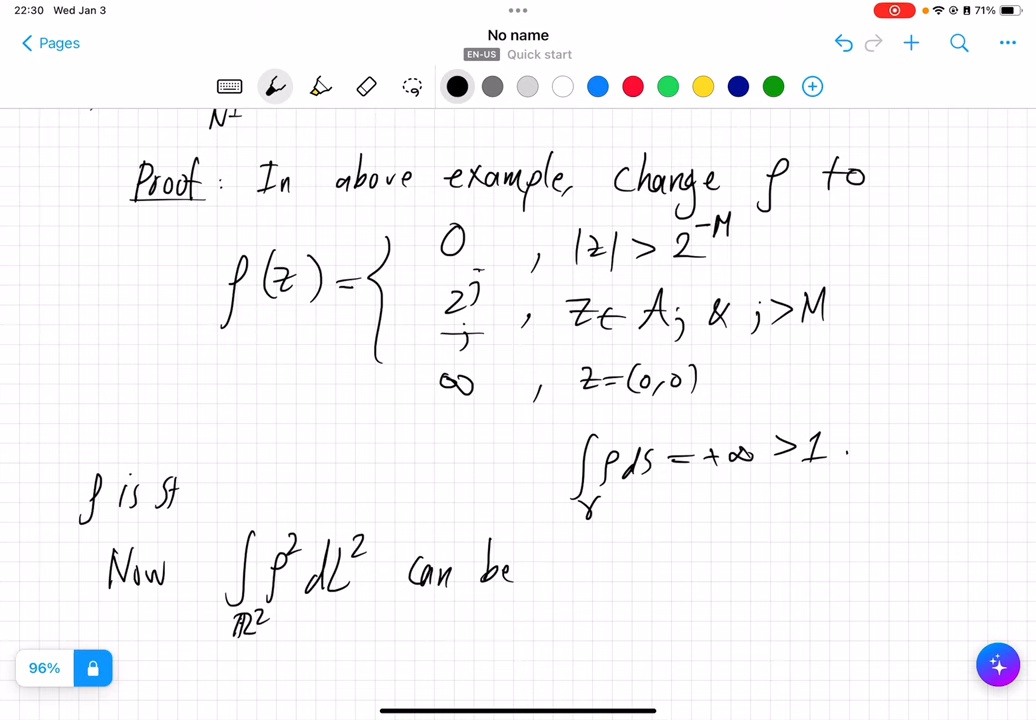 22:30 Wed Jan 3
71%
Pages
No name
EN-US Quick start
N⊥
Proof: In above example, change ρ to
ρ(z) = { 0 , |z| > 2^{-M}
2^j/j , z ∈ A_j & j > M
∞ , z = (0,0)
∫_γ ρ ds = +∞ > 1.
ρ is st
Now ∫_{ℝ^2} ρ^2 dL^2 can be
96%